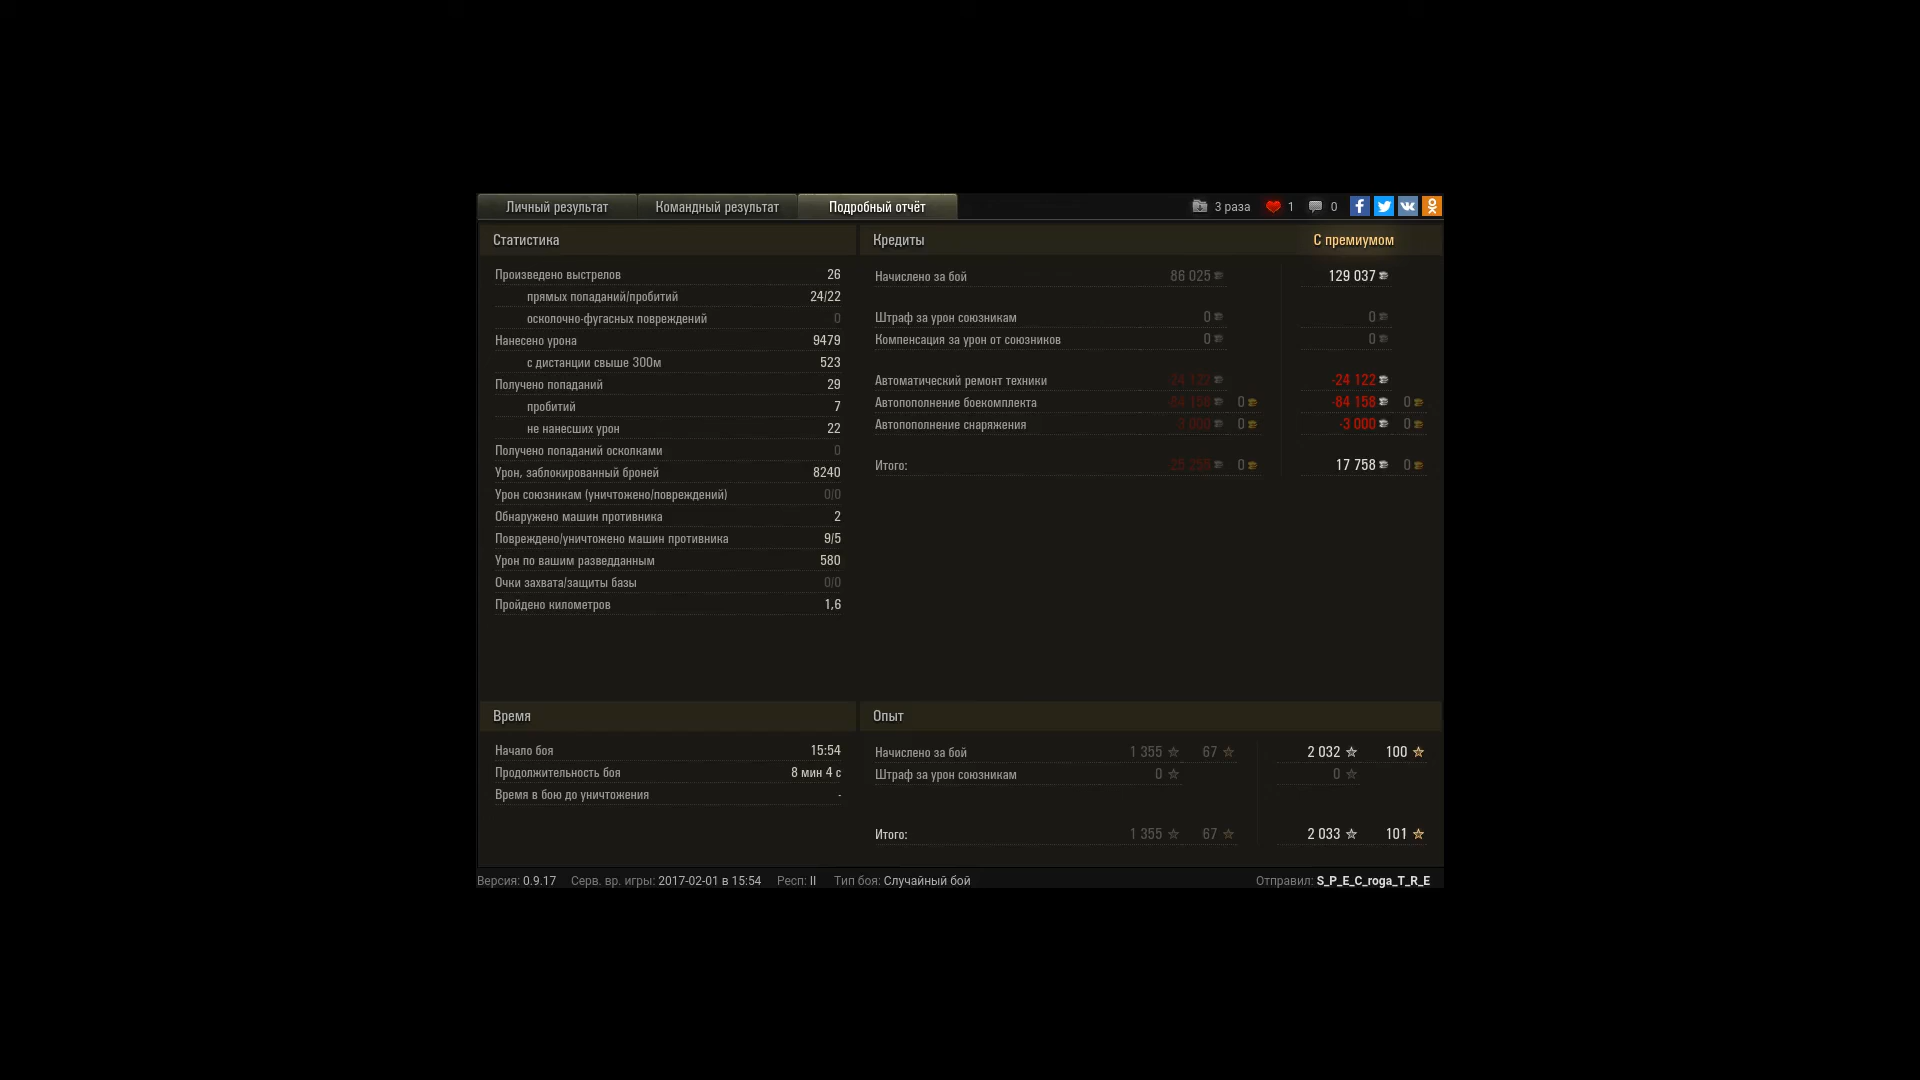 Личный результат Командный результат Подробный отчёт 3 раза 1 0
Статистика
Произведено выстрелов 26
прямых попаданий/пробитий 24/22
осколочно-фугасных повреждений 0
Нанесено урона 9479
с дистанции свыше 300м 523
Получено попаданий 29
пробитий 7
не нанесших урон 22
Получено попаданий осколками 0
Урон, заблокированный броней 8240
Урон союзникам (уничтожено/повреждений) 0/0
Обнаружено машин противника 2
Повреждено/уничтожено машин противника 9/5
Урон по вашим разведданным 580
Очки захвата/защиты базы 0/0
Пройдено километров 1,6
Кредиты С премиумом
Начислено за бой 86 025 129 037
Штраф за урон союзникам 0 0
Компенсация за урон от союзников 0 0
Автоматический ремонт техники -24 122 -24 122
Автопополнение боекомплекта -84 158 0 -84 158 0
Автопополнение снаряжения -3 000 0 -3 000 0
Итого: 0 17 758 0
Время
Начало боя 15:54
Продолжительность боя 8 мин 4 с
Время в бою до уничтожения -
Опыт
Начислено за бой 1 355 67 2 032 100
Штраф за урон союзникам 0 0
Итого: 1 355 67 2 033 101
Версия: 0.9.17 Серв. вр. игры: 2017-02-01 в 15:54 Респ: II Тип боя: Случайный бой Отправил: S_P_E_C_roga_T_R_E